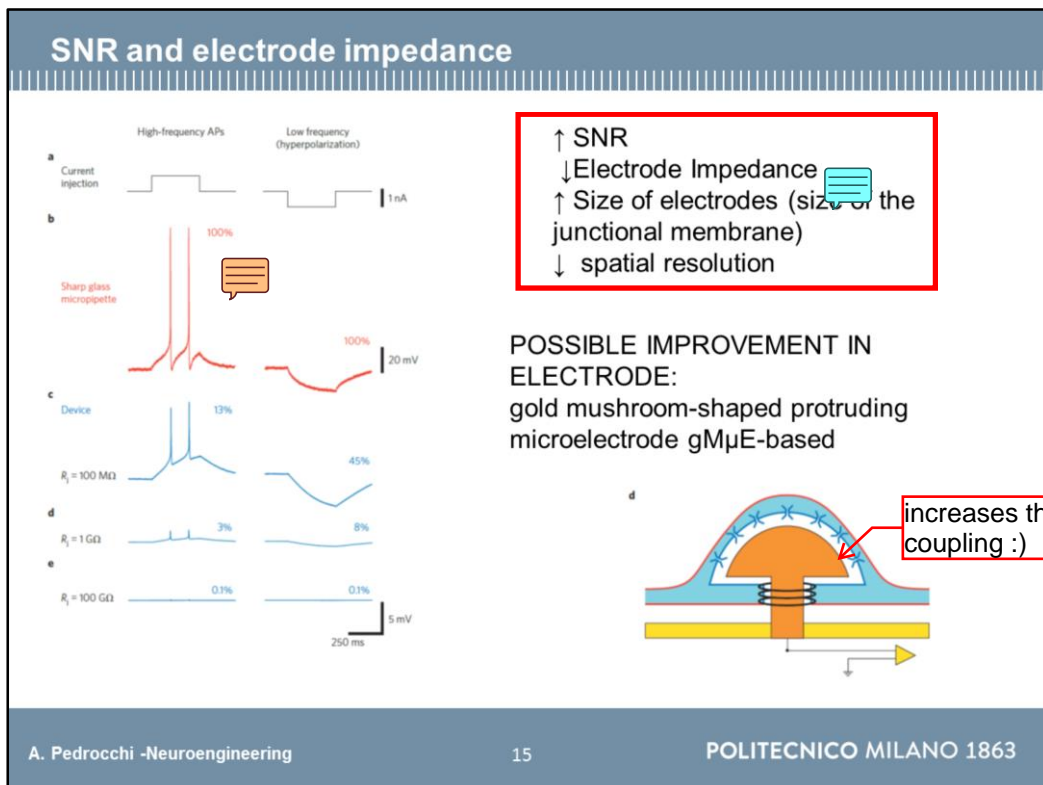 SNR and electrode impedance
High-frequency APs
Low frequency
(hyperpolarization)
a
Current
injection
1 nA
b
100%
Sharp glass
micropipette
100%
20 mV
c
Device
13%
45%
Rj = 100 MΩ
d
3%
8%
Rj = 1 GΩ
e
0.1%
0.1%
Rj = 100 GΩ
5 mV
250 ms
↑ SNR
↓Electrode Impedance
↑ Size of electrodes (size of the
junctional membrane)
↓ spatial resolution
POSSIBLE IMPROVEMENT IN
ELECTRODE:
gold mushroom-shaped protruding
microelectrode gMµE-based
d
increases th
coupling :)
A. Pedrocchi -Neuroengineering
15
POLITECNICO MILANO 1863